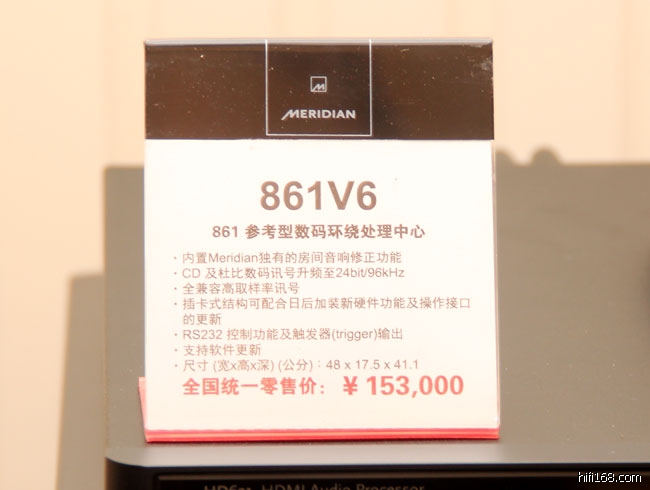 MERIDIAN
861V6
861 参考型数码环绕处理中心
· 内置Meridian独有的房间音响修正功能
· CD 及杜比数码讯号升频至24bit/96kHz
· 全兼容高取样率讯号
· 插卡式结构可配合日后加装新硬件功能及操作接口
的更新
· RS232 控制功能及触发器(trigger)输出
· 支持软件更新
· 尺寸 (宽x高x深) (公分)：48 x 17.5 x 41.1
全国统一零售价：￥153,000
HDMI Audio Processor
hifi168.com